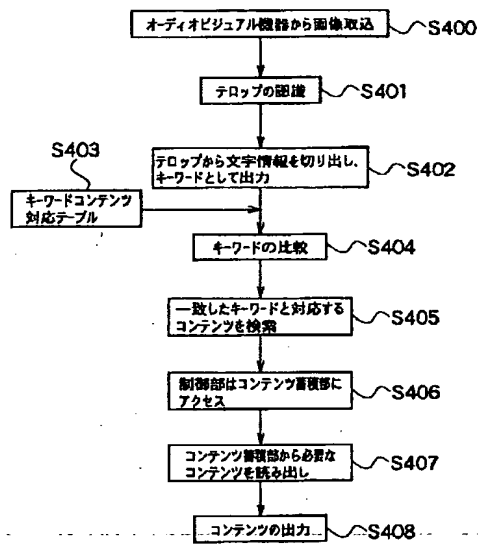 オーディオビジュアル機器から画像取込
S400
テロップの認識
S401
テロップから文字情報を切り出し、
キーワードとして出力
S402
S403
キーワードコンテンツ
対応テーブル
キーワードの比較
S404
一致したキーワードと対応する
コンテンツを検索
S405
制御部はコンテンツ蓄積部に
アクセス
S406
コンテンツ蓄積部から必要な
コンテンツを読み出し
S407
コンテンツの出力
S408